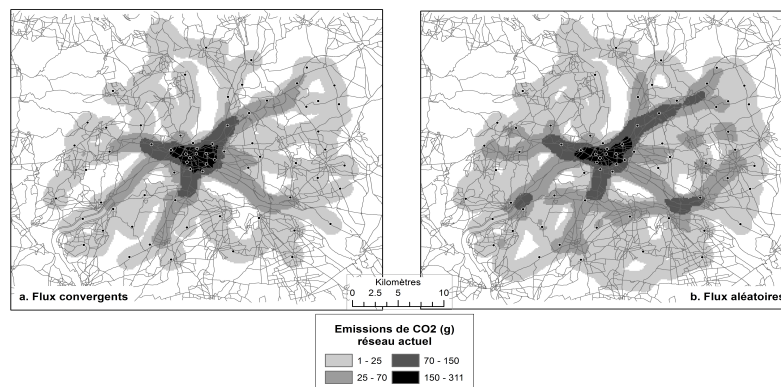 a. Flux convergents
Kilomètres
0 2.5 5 10
b. Flux aléatoires
Emissions de CO2 (g)
réseau actuel
1 - 25
70 - 150
25 - 70
150 - 311